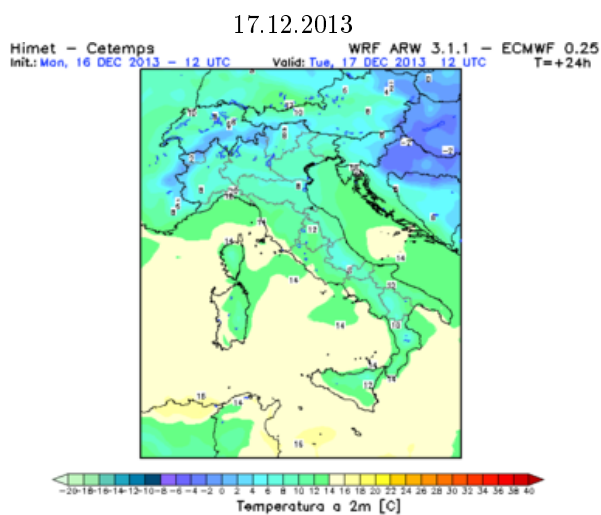 17.12.2013
Himet – Cetemps WRF ARW 3.1.1 – ECMWF 0.25
Init.: Mon, 16 DEC 2013 – 12 UTC Valid: Tue, 17 DEC 2013 12 UTC T=+24h
-20-18-16-14-12-10-8 -6 -4 -2 0 2 4 6 8 10 12 14 16 18 20 22 24 26 28 30 32 34 36 38 40
Temperatura a 2m [C]